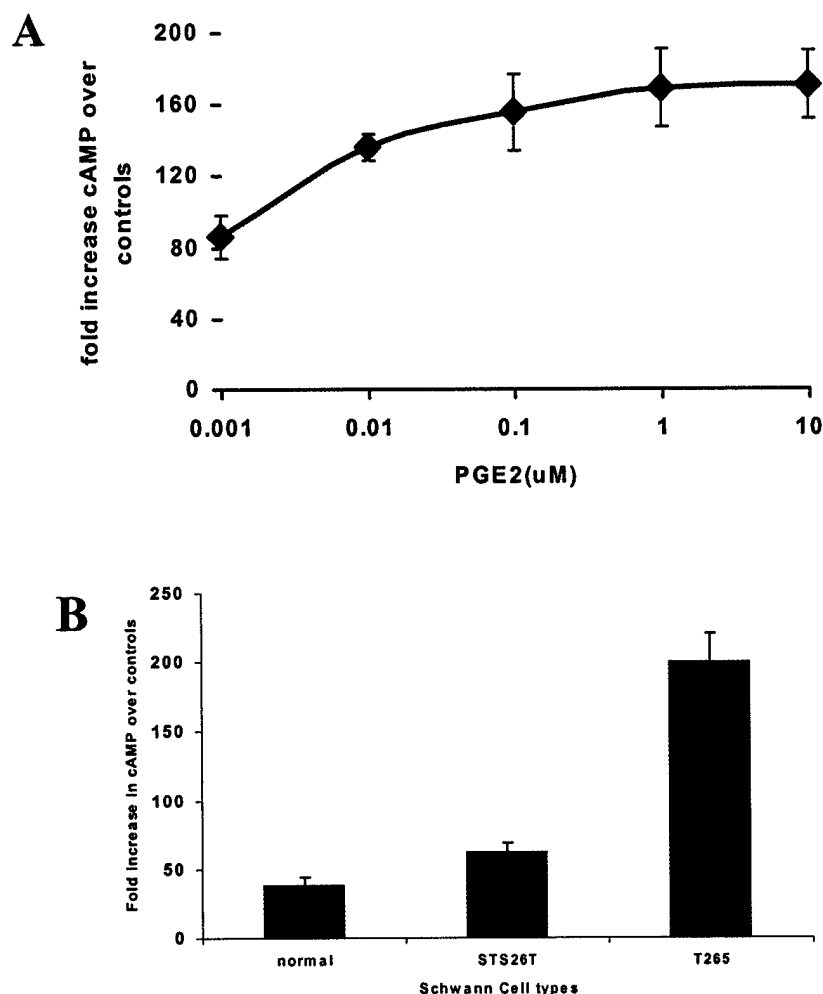 A
fold increase cAMP over
controls
200
160
120
80
40
0
0.001 0.01 0.1 1 10
PGE2(uM)
B
Fold increase in cAMP over controls
250
200
150
100
50
0
normal STS26T T265
Schwann Cell types